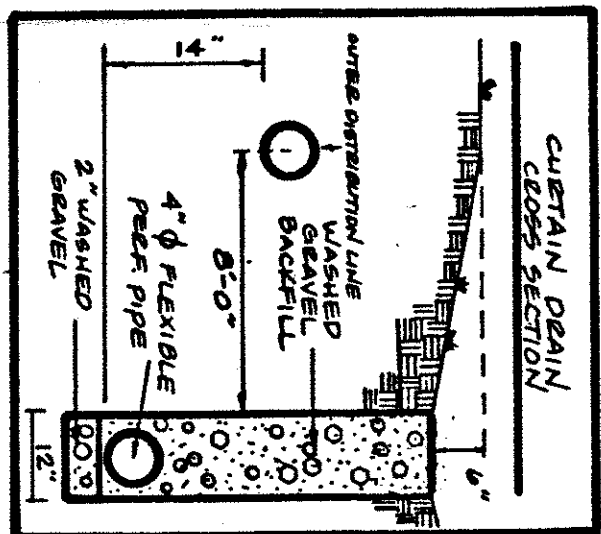 CURTAIN DRAIN
CROSS SECTION
6"
OUTER DISTRIBUTION LINE
WASHED
GRAVEL
BACKFILL
14"
8'-0"
4" ϕ FLEXIBLE
PERF. PIPE
2" WASHED
GRAVEL
12"